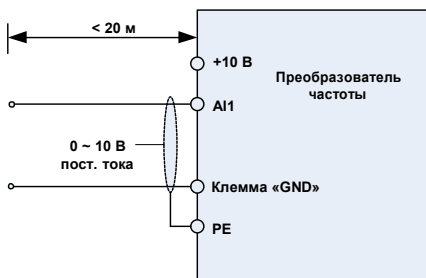 < 20 м
+10 В
Преобразователь
частоты
AI1
0 ~ 10 В
пост. тока
Клемма «GND»
PE